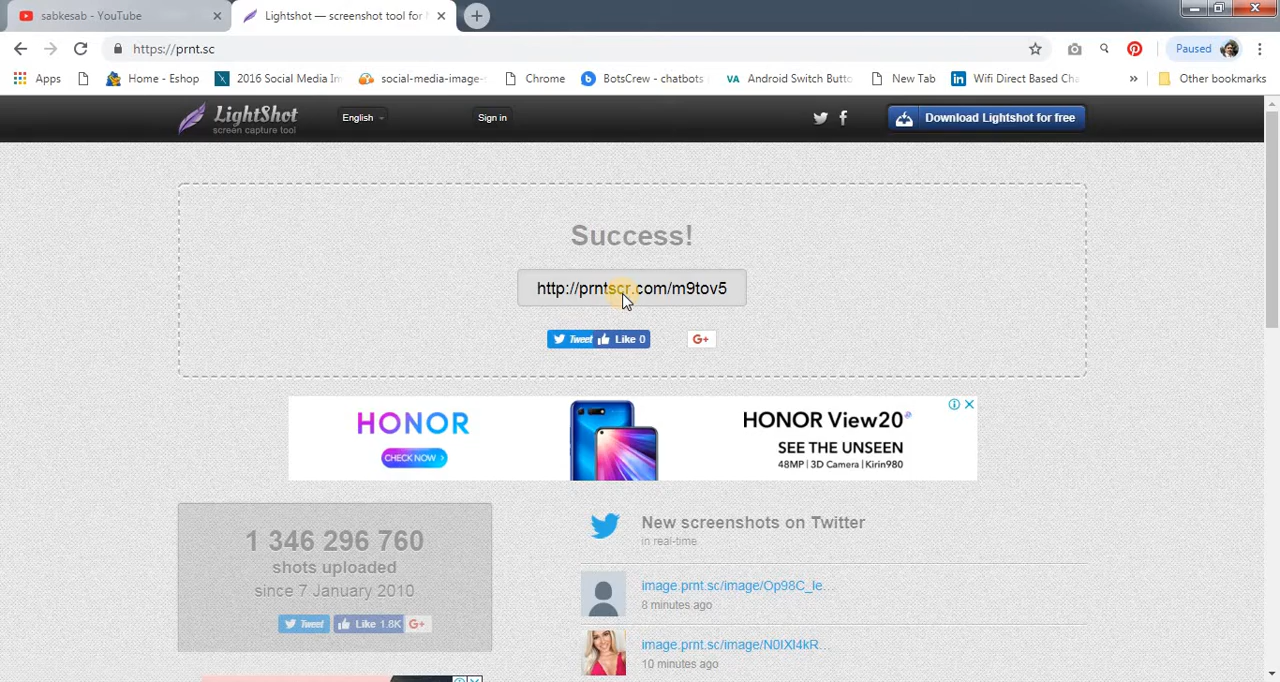 sabkesab - YouTube
Lightshot — screenshot tool for M
https://prnt.sc
Paused
Apps
Home - Eshop
2016 Social Media Im
social-media-image-
Chrome
BotsCrew - chatbots
VA Android Switch Butto
New Tab
Wifi Direct Based Cha
»
Other bookmarks
LightShot
screen capture tool
English
Sign in
Download Lightshot for free
Success!
http://prntscr.com/m9tov5
Tweet
Like 0
G+
HONOR
CHECK NOW >
HONOR View20
SEE THE UNSEEN
48MP | 3D Camera | Kirin980
1 346 296 760
shots uploaded
since 7 January 2010
Tweet
Like 1.8K
G+
New screenshots on Twitter
in real-time
image.prnt.sc/image/Op98C_Ie...
8 minutes ago
image.prnt.sc/image/N0IXI4kR...
10 minutes ago